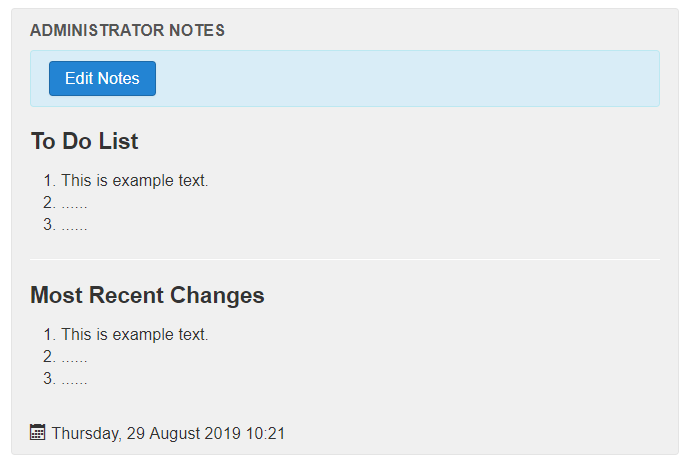 ADMINISTRATOR NOTES
Edit Notes
To Do List
1. This is example text.
2. ......
3. ......
Most Recent Changes
1. This is example text.
2. ......
3. ......
Thursday, 29 August 2019 10:21